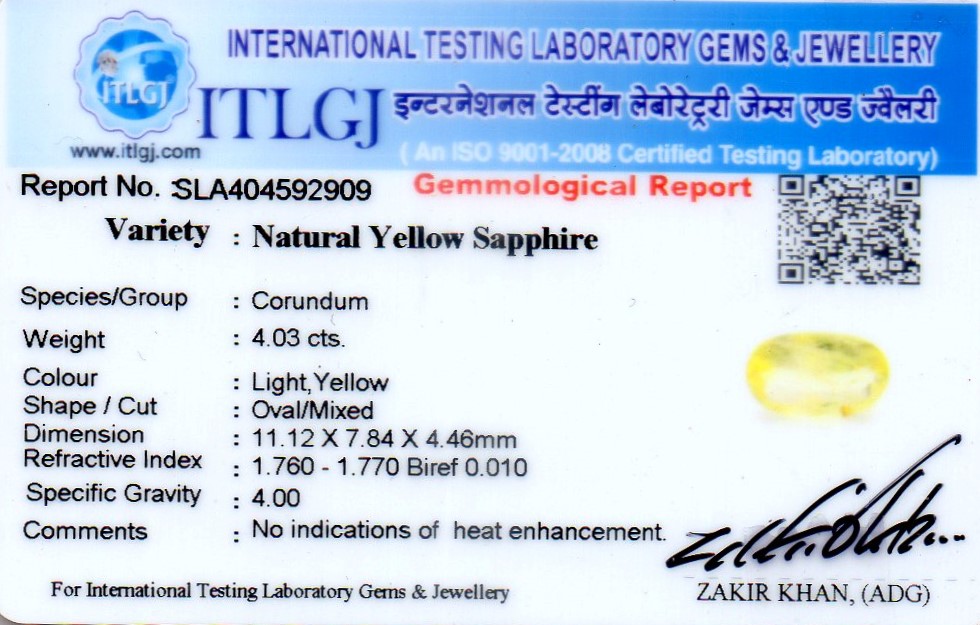 INTERNATIONAL TESTING LABORATORY GEMS & JEWELLERY
ITLGJ
ITLGJ इन्टरनेशनल टेस्टींग लेबोरेट्ररी जेम्स एण्ड ज्वैलरी
www.itlgj.com
( An ISO 9001-2008 Certified Testing Laboratory)
Report No. :SLA404592909
Gemmological Report
Variety : Natural Yellow Sapphire
Species/Group : Corundum
Weight : 4.03 cts.
Colour : Light,Yellow
Shape / Cut : Oval/Mixed
Dimension : 11.12 X 7.84 X 4.46mm
Refractive Index : 1.760 - 1.770 Biref 0.010
Specific Gravity : 4.00
Comments : No indications of heat enhancement.
For International Testing Laboratory Gems & Jewellery
ZAKIR KHAN, (ADG)